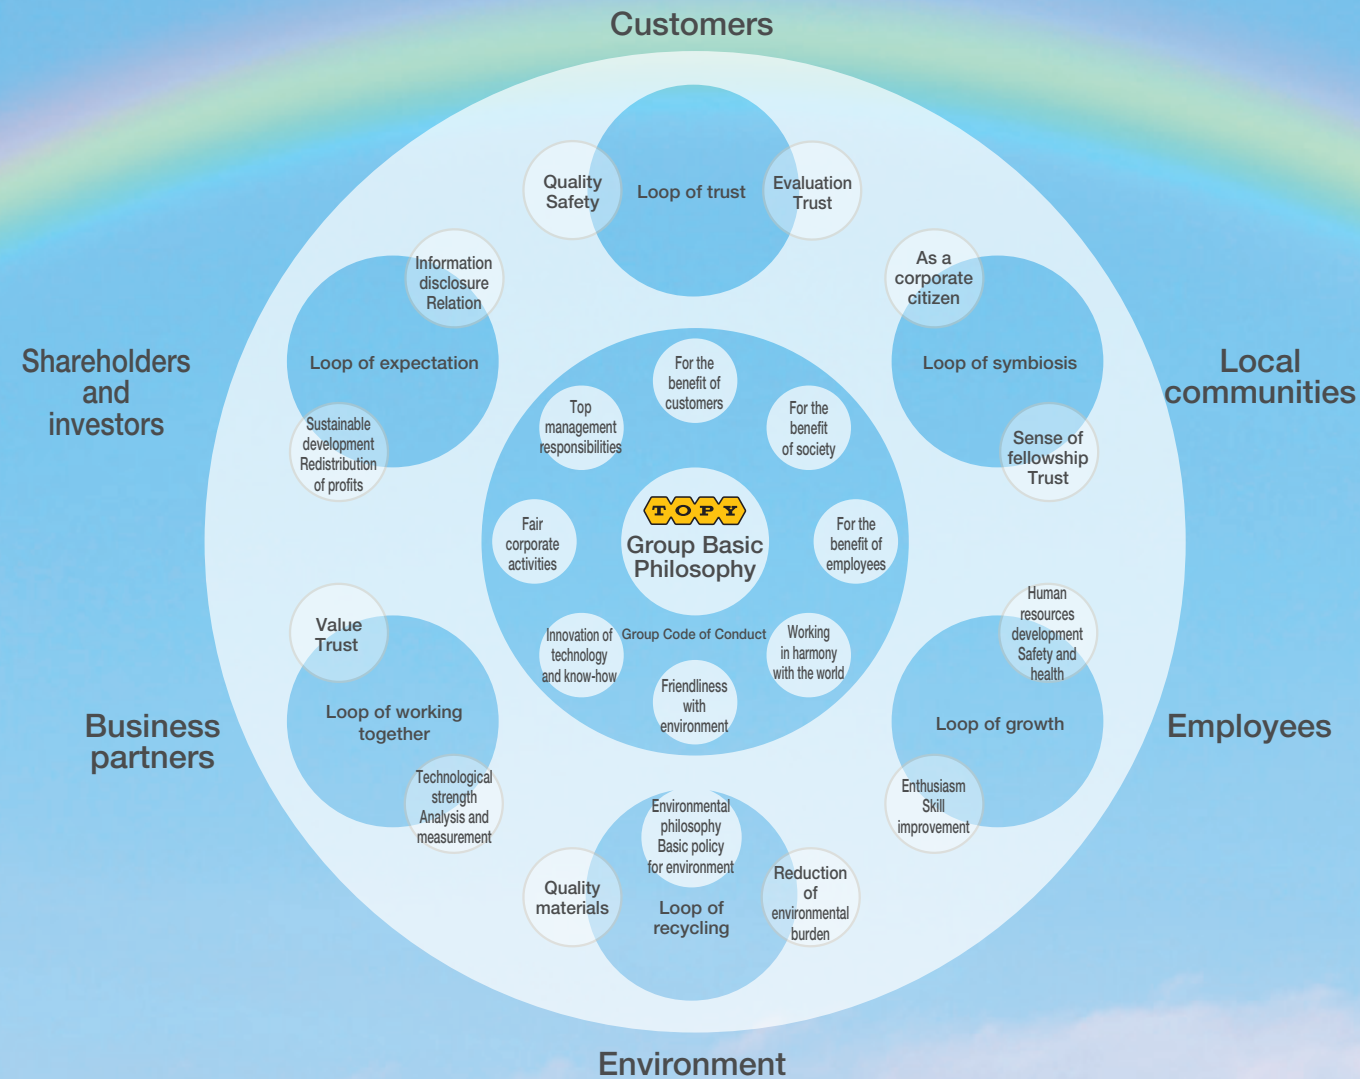 Customers
Quality
Safety
Loop of trust
Evaluation
Trust
Information
disclosure
Relation
Loop of expectation
Sustainable
development
Redistribution
of profits
Shareholders
and
investors
As a
corporate
citizen
Loop of symbiosis
Sense of
fellowship
Trust
Local
communities
For the
benefit of
customers
Top
management
responsibilities
For the
benefit
of society
Fair
corporate
activities
TOPY
Group Basic
Philosophy
For the
benefit of
employees
Innovation of
technology
and know-how
Group Code of Conduct
Working
in harmony
with the world
Friendliness
with
environment
Value
Trust
Loop of working
together
Technological
strength
Analysis and
measurement
Business
partners
Human
resources
development
Safety and
health
Loop of growth
Enthusiasm
Skill
improvement
Employees
Environmental
philosophy
Basic policy
for environment
Quality
materials
Loop of
recycling
Reduction
of
environmental
burden
Environment